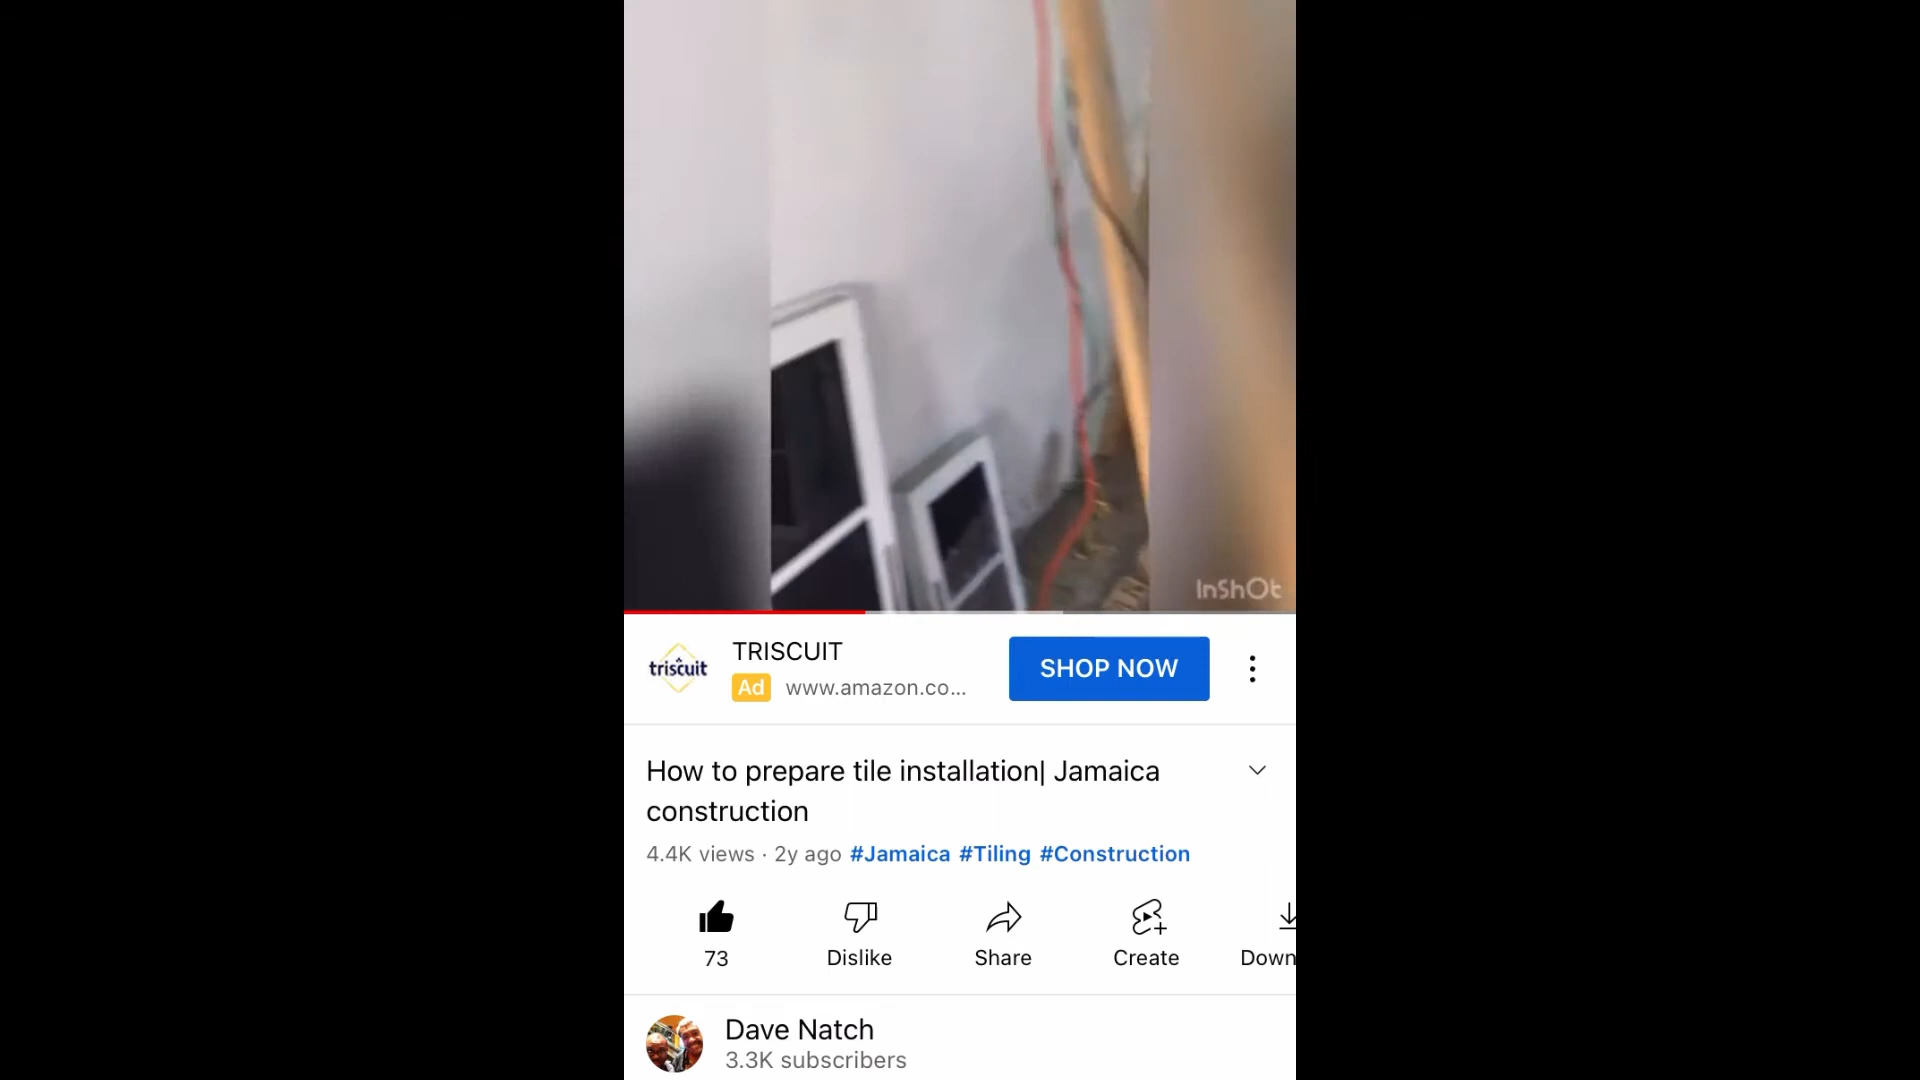 InShOt
triscuit
TRISCUIT
Ad www.amazon.co...
SHOP NOW
How to prepare tile installation| Jamaica
construction
4.4K views · 2y ago #Jamaica #Tiling #Construction
73
Dislike
Share
Create
Down
Dave Natch
3.3K subscribers